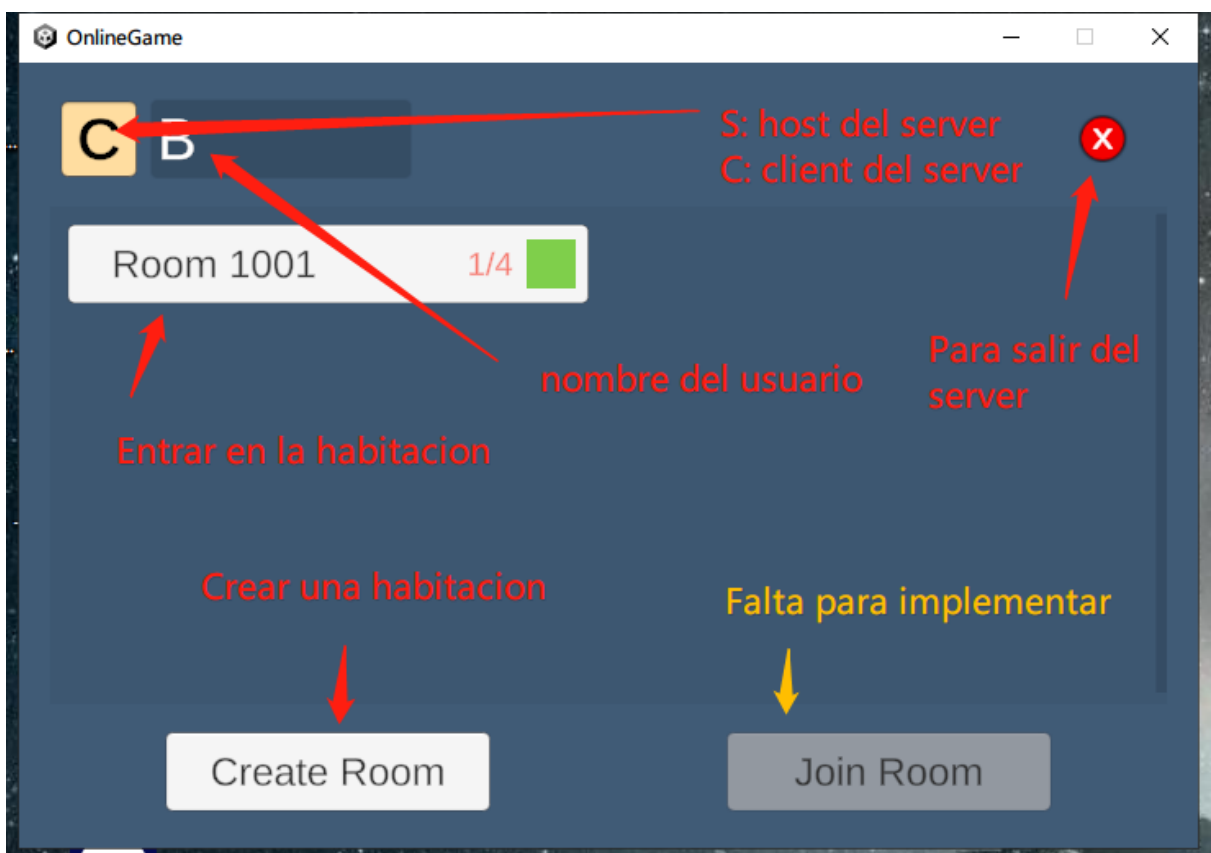 OnlineGame
C B
S: host del server
C: client del server
X
Room 1001 1/4
nombre del usuario
Para salir del
server
Entrar en la habitacion
Crear una habitacion
Falta para implementar
Create Room
Join Room